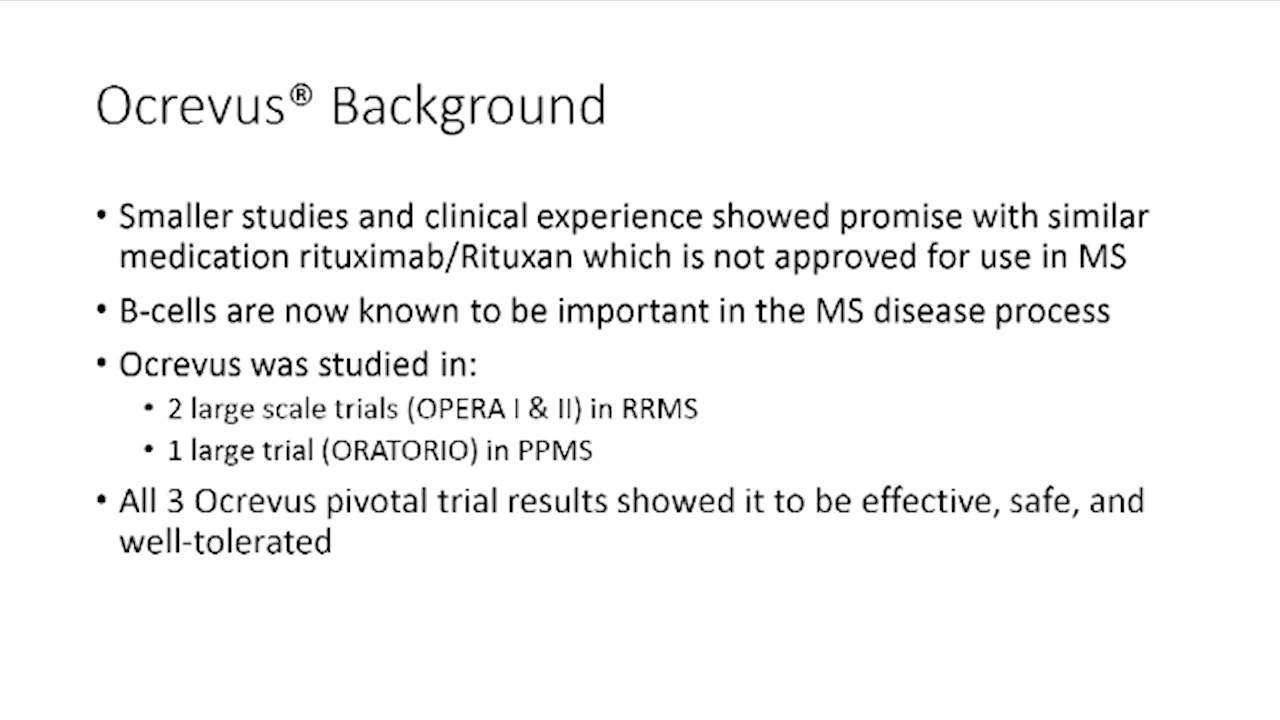 Ocrevus® Background
• Smaller studies and clinical experience showed promise with similar
medication rituximab/Rituxan which is not approved for use in MS
• B-cells are now known to be important in the MS disease process
• Ocrevus was studied in:
• 2 large scale trials (OPERA I & II) in RRMS
• 1 large trial (ORATORIO) in PPMS
• All 3 Ocrevus pivotal trial results showed it to be effective, safe, and
well-tolerated